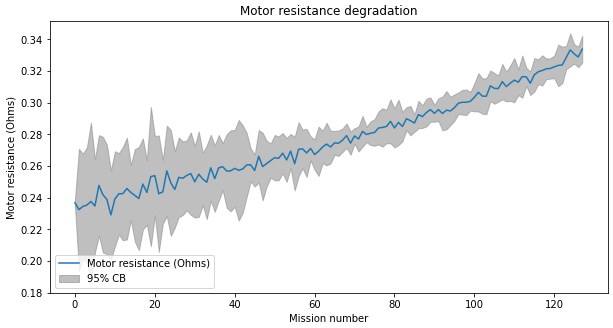 Motor resistance degradation
Motor resistance (Ohms)
0.34
0.32
0.30
0.28
0.26
0.24
0.22
0.20
0.18
Motor resistance (Ohms)
95% CB
0 20 40 60 80 100 120
Mission number